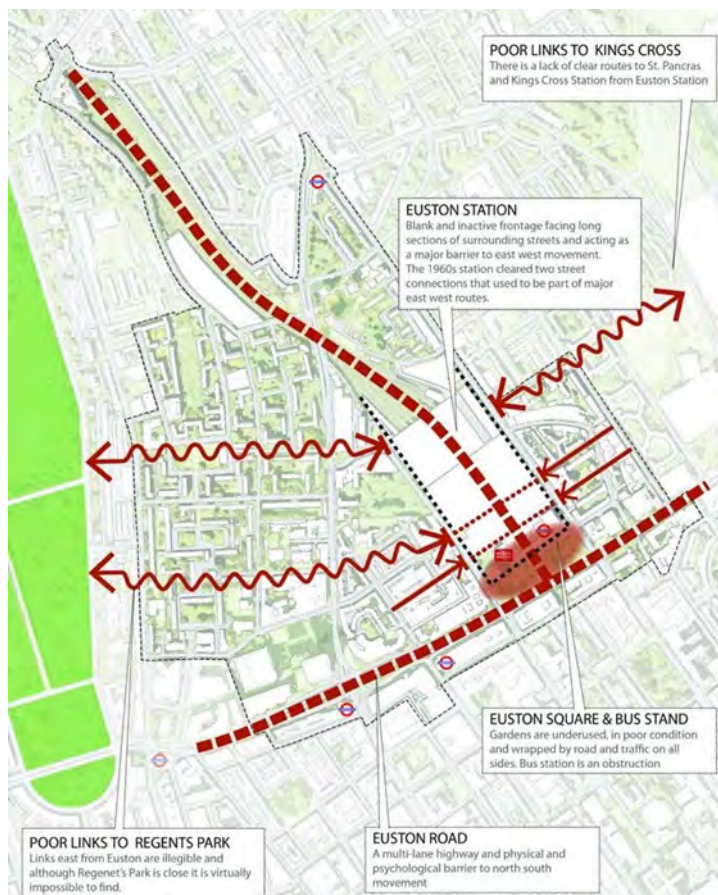 POOR LINKS TO KINGS CROSS
There is a lack of clear routes to St. Pancras
and Kings Cross Station from Euston Station
EUSTON STATION
Blank and inactive frontage facing long
sections of surrounding streets and acting as
a major barrier to east west movement.
The 1960s station cleared two street
connections that used to be part of major
east west routes.
EUSTON SQUARE & BUS STAND
Gardens are underused, in poor condition
and wrapped by road and traffic on all
sides. Bus station is an obstruction
POOR LINKS TO REGENTS PARK
Links east from Euston are illegible and
although Regenet's Park is close it is virtually
impossible to find.
EUSTON ROAD
A multi-lane highway and physical and
psychological barrier to north south
movement